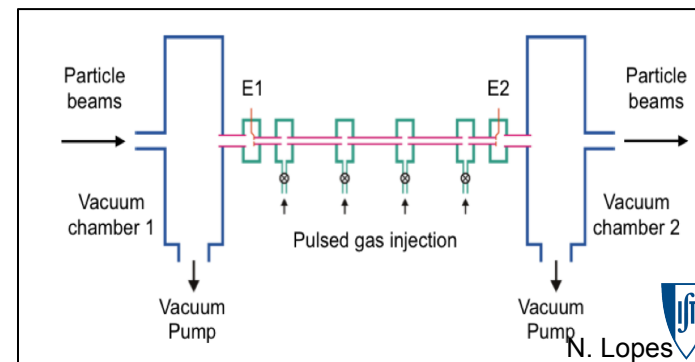 Particle
beams
E1
E2
Particle
beams
Vacuum
chamber 1
Pulsed gas injection
Vacuum
chamber 2
Vacuum
Pump
Vacuum
Pump
N. Lopes